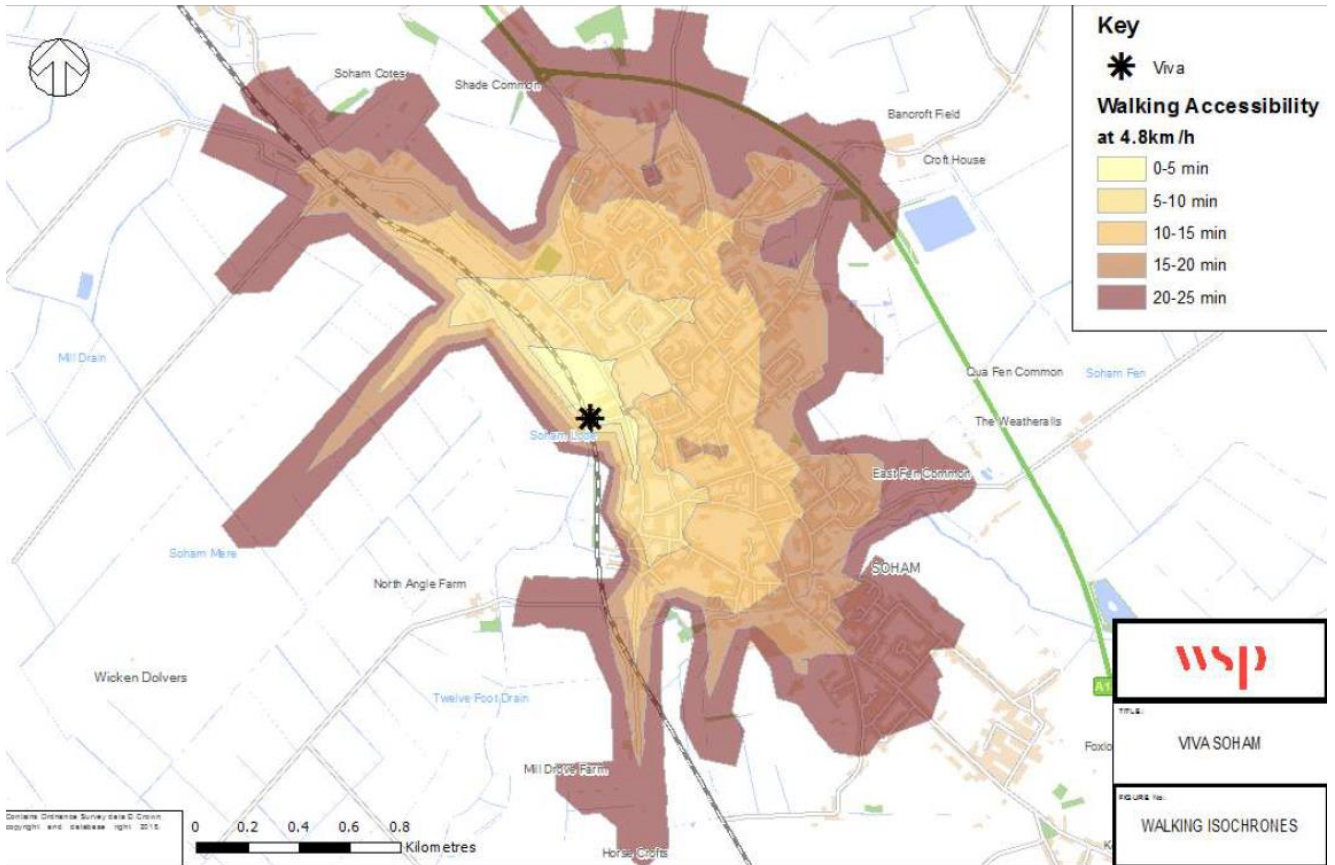 Key
Viva
Walking Accessibility
at 4.8km/h
0-5 min
5-10 min
10-15 min
15-20 min
20-25 min
Soham Cotes
Shade Common
Bancroft Field
Croft House
Mill Drain
Qua Fen Common
Soham Fen
The Weatheralls
Soham Lode
East Fen Common
Soham Mere
SOHAM
North Angle Farm
Wicken Dolvers
Twelve Foot Drain
A1
Foxlo
Mill Drove Farm
Horse Crofts
Contains Ordnance Survey data © Crown
copyright and database right 2015.
0 0.2 0.4 0.6 0.8
Kilometres
wsp
TITLE:
VIVA SOHAM
FIGURE No:
WALKING ISOCHRONES